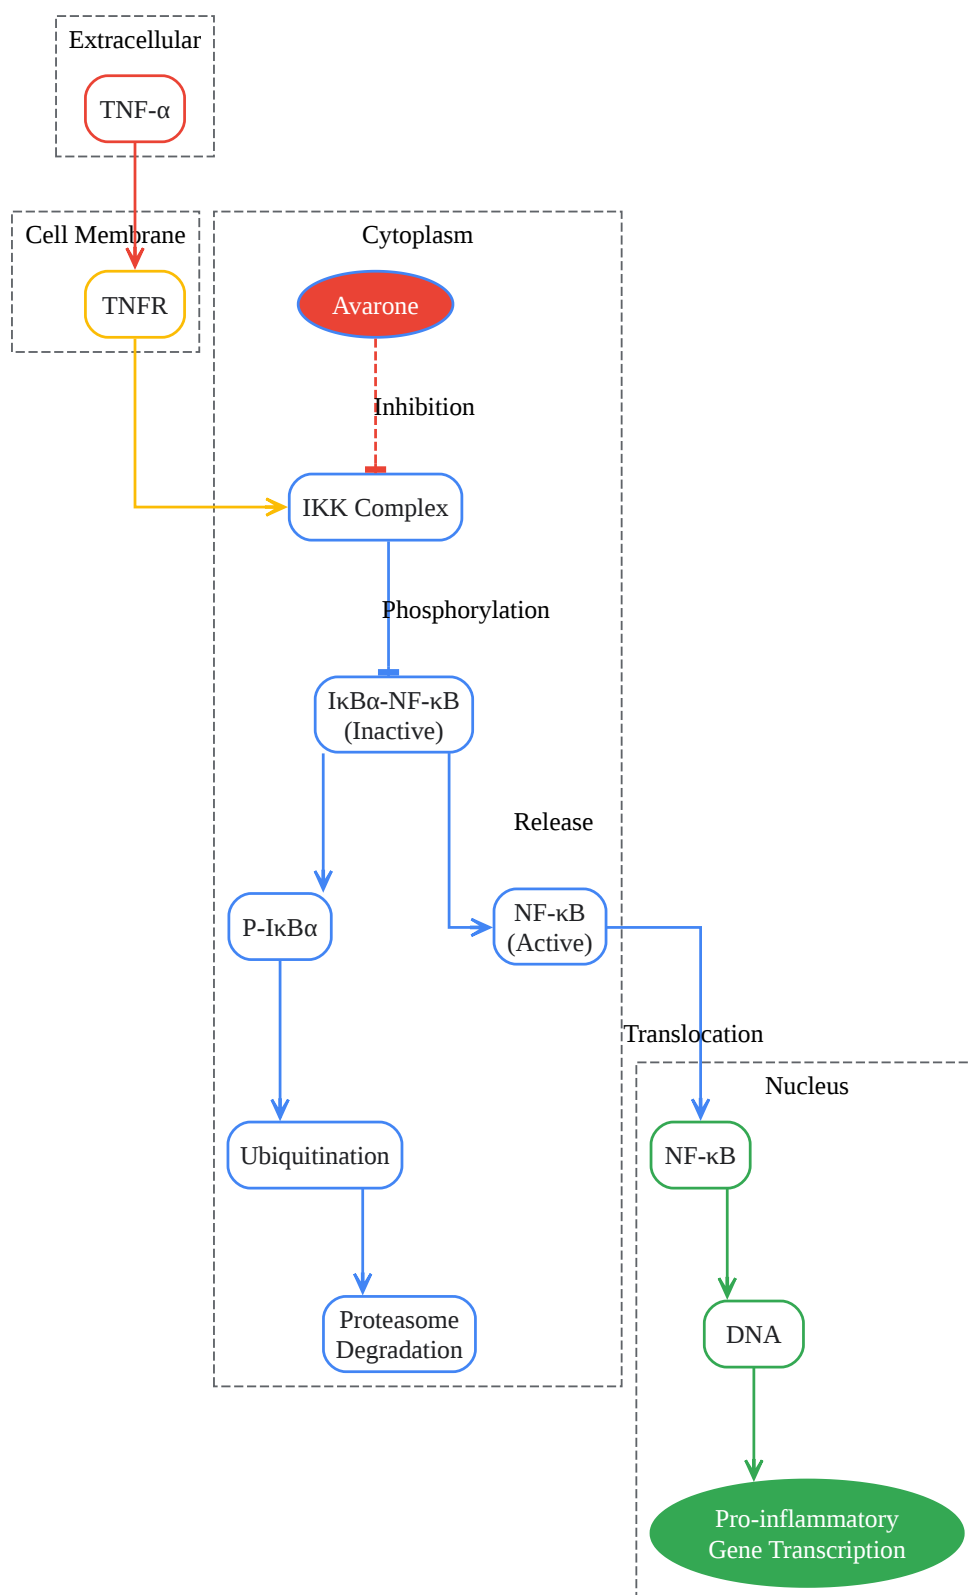 Extracellular
TNF-α
Cell Membrane
TNFR
Cytoplasm
Avarone
Inhibition
IKK Complex
Phosphorylation
IκBα-NF-κB
(Inactive)
Release
P-IκBα
NF-κB
(Active)
Translocation
Nucleus
Ubiquitination
NF-κB
Proteasome
Degradation
DNA
Pro-inflammatory
Gene Transcription